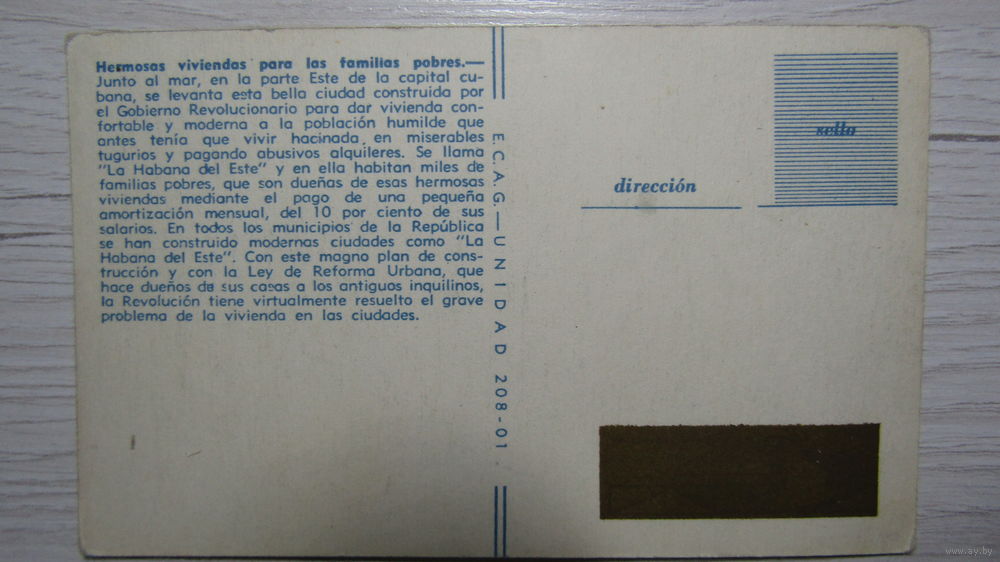 Hermosas viviendas para las familias pobres.—
Junto al mar, en la parte Este de la capital cu-
bana, se levanta esta bella ciudad construida por
el Gobierno Revolucionario para dar vivienda con-
fortable y moderna a la población humilde que
antes tenía que vivir hacinada, en miserables
tugurios y pagando abusivos alquileres. Se llama
"La Habana del Este" y en ella habitan miles de
familias pobres, que son dueñas de esas hermosas
viviendas mediante el pago de una pequeña
amortización mensual, del 10 por ciento de sus
salarios. En todos los municipios de la República
se han construido modernas ciudades como "La
Habana del Este". Con este magno plan de cons-
trucción y con la Ley de Reforma Urbana, que
hace dueños de sus casas a los antiguos inquilinos,
la Revolución tiene virtualmente resuelto el grave
problema de la vivienda en las ciudades.
E.C.A.G.—UNIDAD 208-01
sello
dirección
www.ay.by